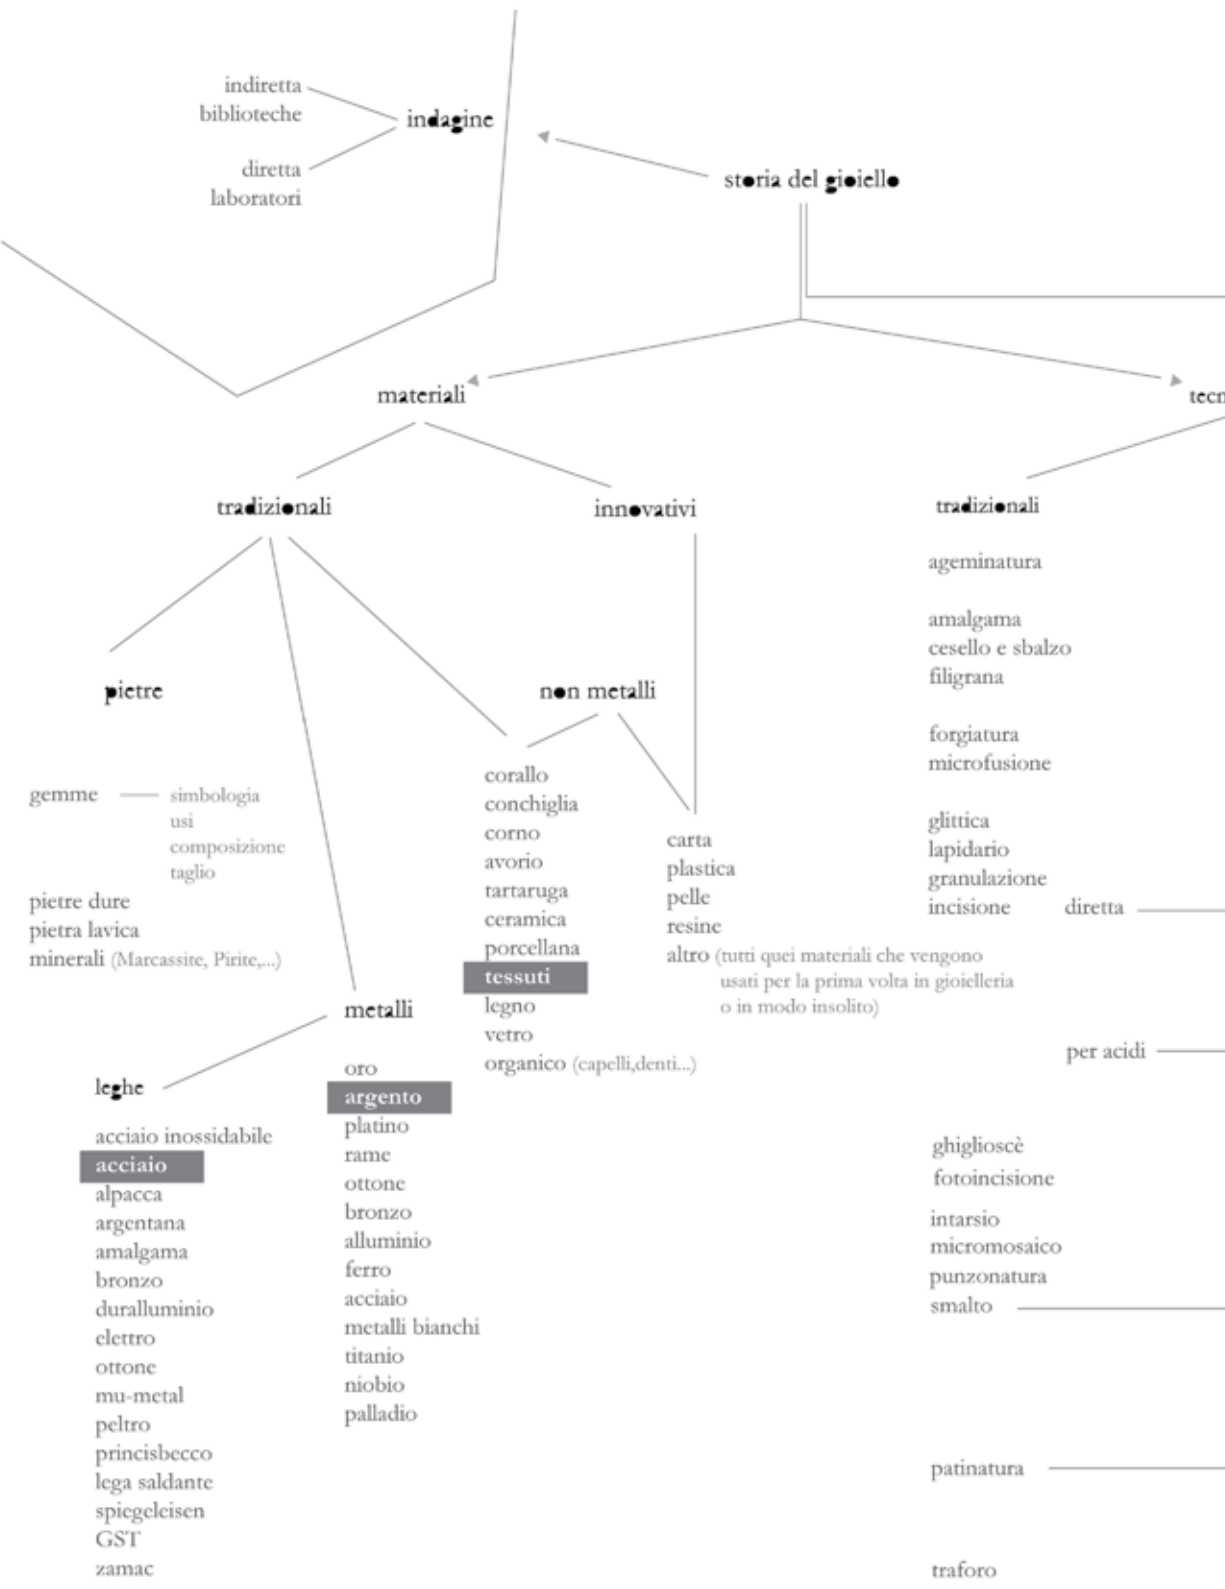 indiretta
biblioteche
indagine
diretta
laboratori
storia del gioiello
materiali
tecn
tradizionali
innovativi
tradizionali
pietre
gemme
simbologia
usi
composizione
taglio
pietre dure
pietra lavica
minerali (Marcassite, Pirite,...)
non metalli
corallo
conchiglia
corno
avorio
tartaruga
ceramica
porcellana
tessuti
legno
vetro
organico (capelli,denti...)
carta
plastica
pelle
resine
altro (tutti quei materiali che vengono
usati per la prima volta in gioielleria
o in modo insolito)
metalli
oro
argento
platino
rame
ottone
bronzo
alluminio
ferro
acciaio
metalli bianchi
titanio
niobio
palladio
leghe
acciaio inossidabile
acciaio
alpacca
argentana
amalgama
bronzo
duralluminio
elettro
ottone
mu-metal
peltro
princisbecco
lega saldante
spiegeleisen
GST
zamac
ageminatura
amalgama
cesello e sbalzo
filigrana
forgiatura
microfusione
glittica
lapidario
granulazione
incisione
diretta
per acidi
ghiglioscè
fotoincisione
intarsio
micromosaico
punzonatura
smalto
patinatura
traforo